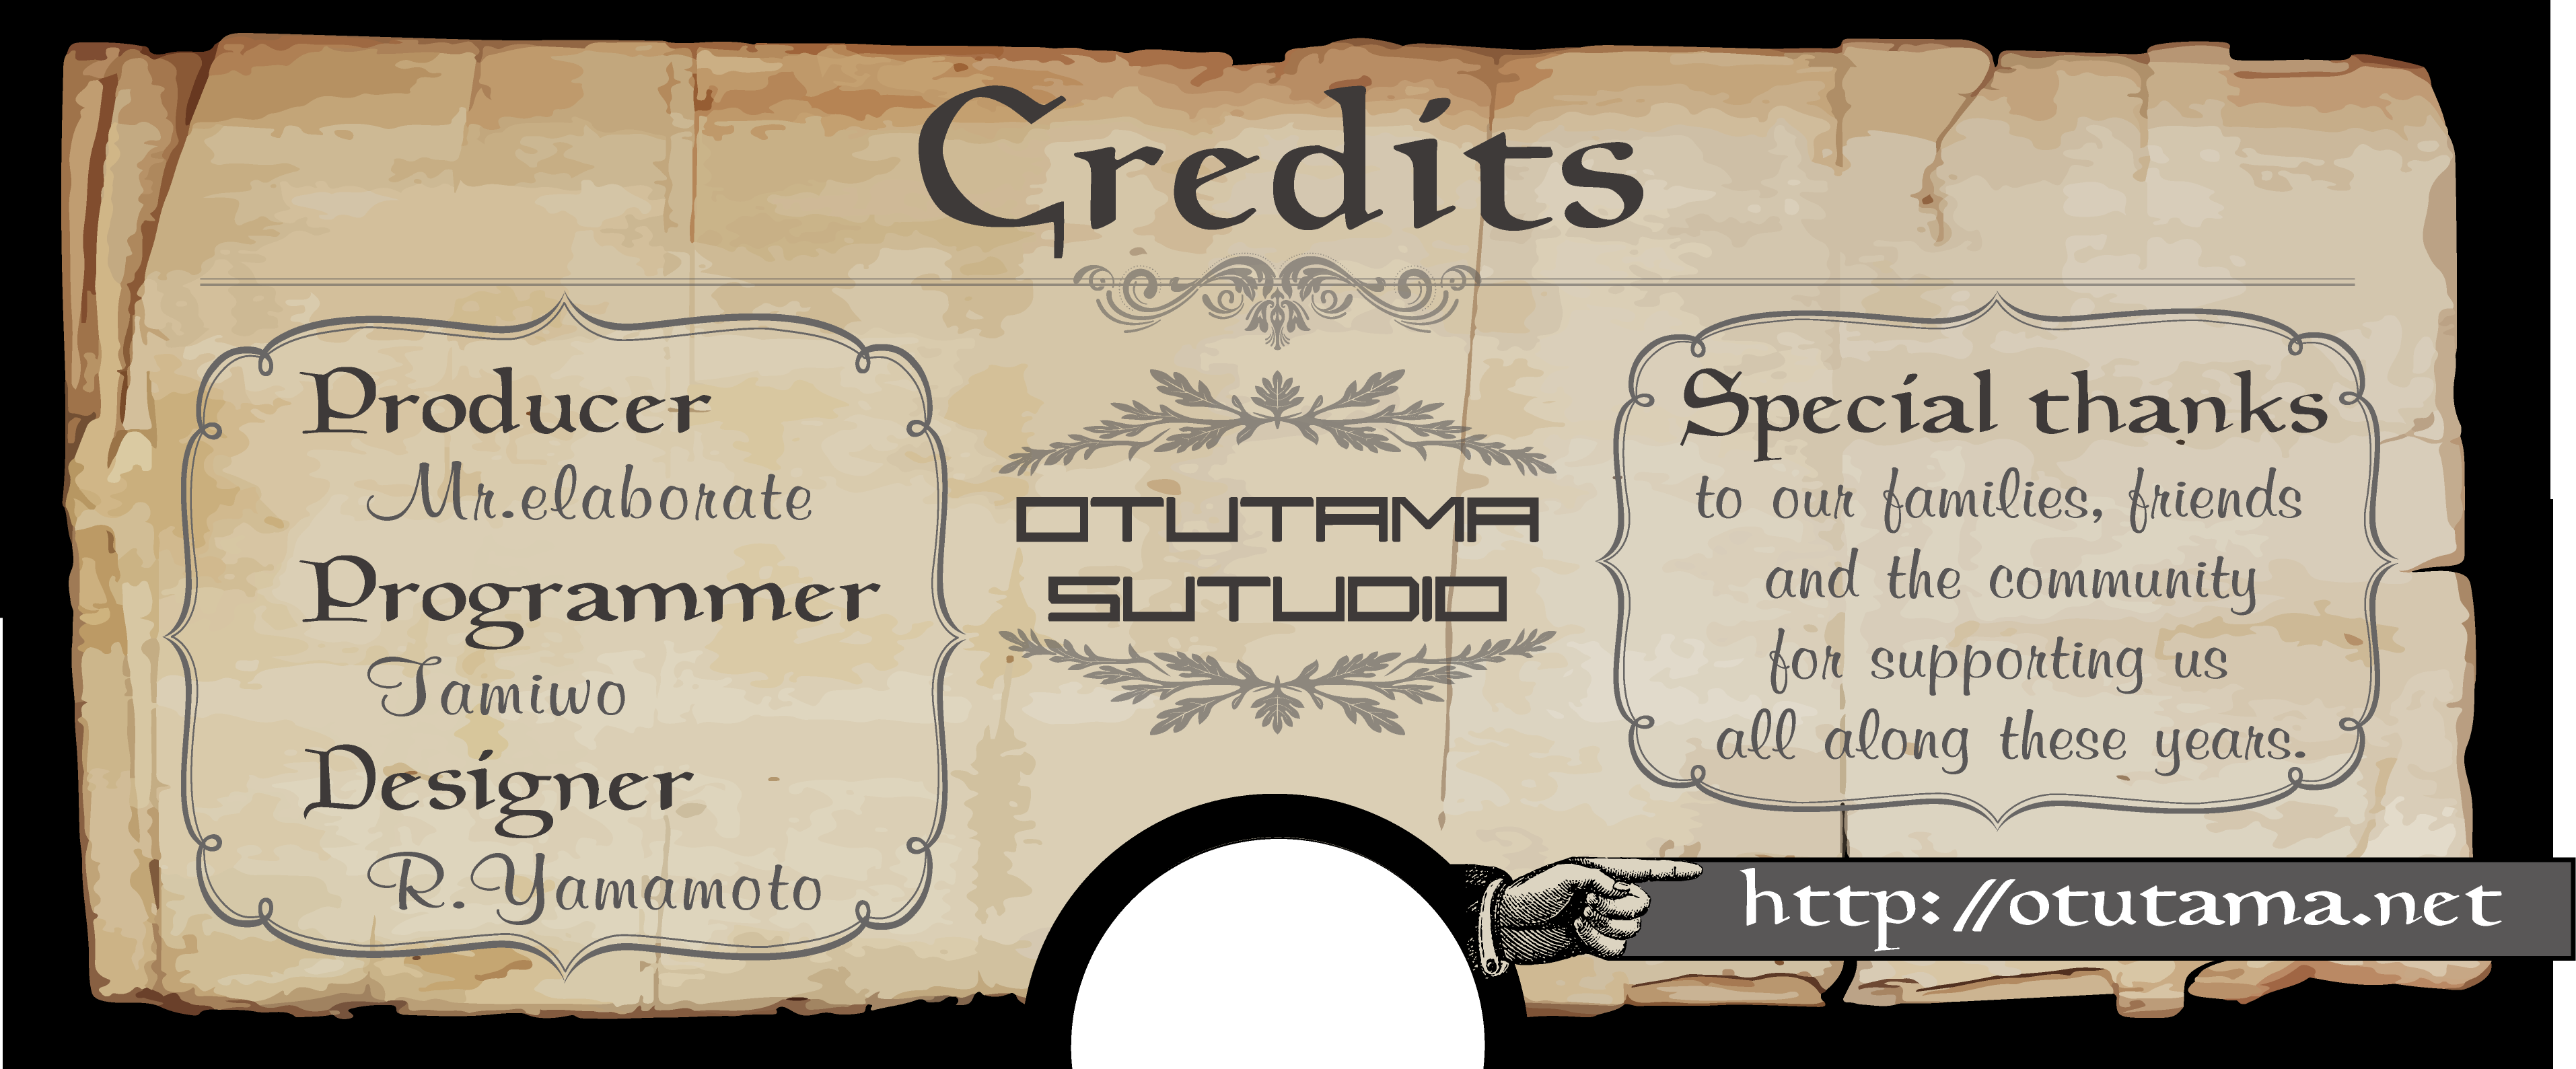 Credits
Producer
Mr.elaborate
Programmer
Tamiwo
Designer
R.Yamamoto
OTUTAMA
SUTUDIO
Special thanks
to our families, friends
and the community
for supporting us
all along these years.
http://otutama.net